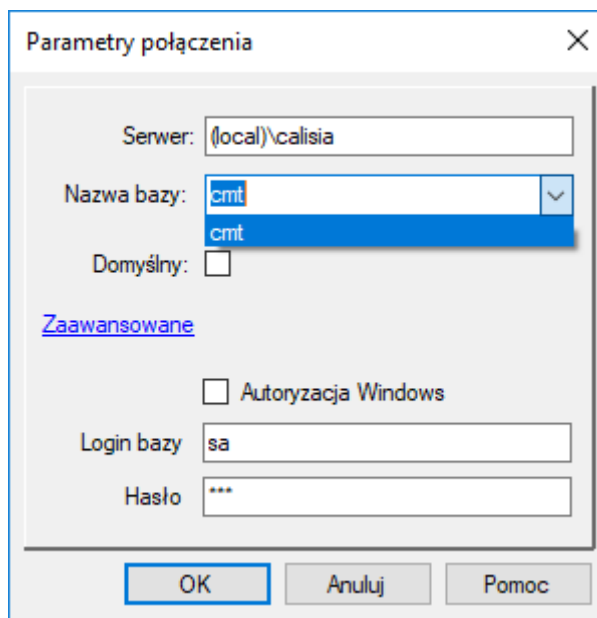 Parametry połączenia
Serwer: (local)\calisia
Nazwa bazy: cmt
cmt
Domyślny:
Zaawansowane
Autoryzacja Windows
Login bazy sa
Hasło ***
OK Anuluj Pomoc